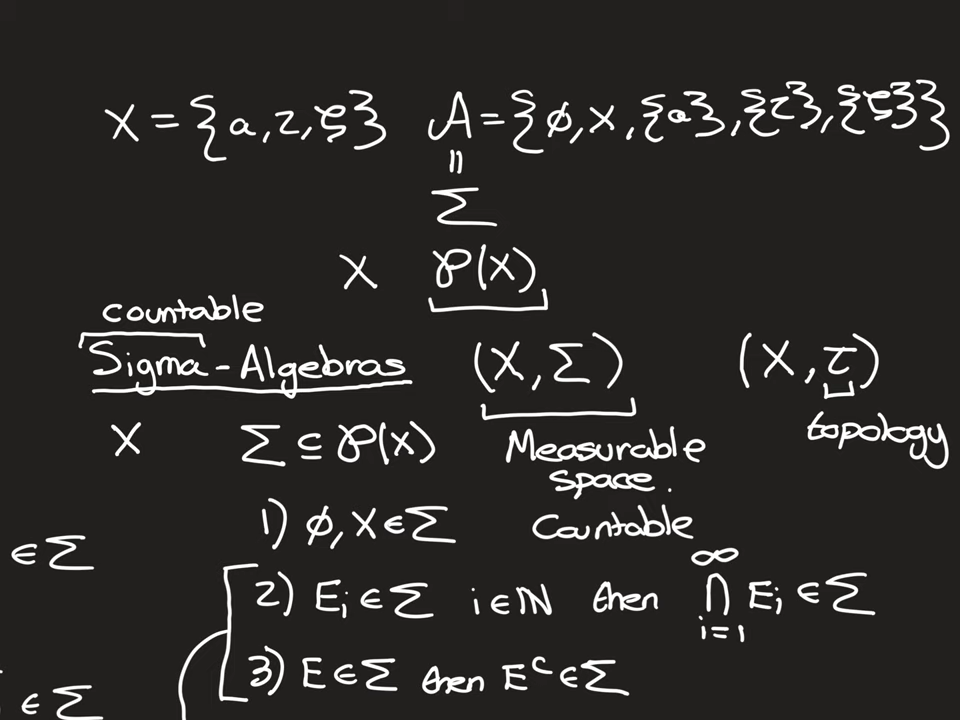 X = {a, z, ξ} 𝒜 = {∅, X, {a}, {z}, {ξ}}
=
Σ
X ℘(X)
countable
Sigma - Algebras (X, Σ) (X, τ)
topology
X Σ ⊆ ℘(X) Measurable
space.
1) ∅, X ∈ Σ Countable
∈ Σ
2) Eᵢ ∈ Σ i ∈ ℕ then ⋂_{i=1}^{∞} Eᵢ ∈ Σ
3) E ∈ Σ then Eᶜ ∈ Σ
∈ Σ